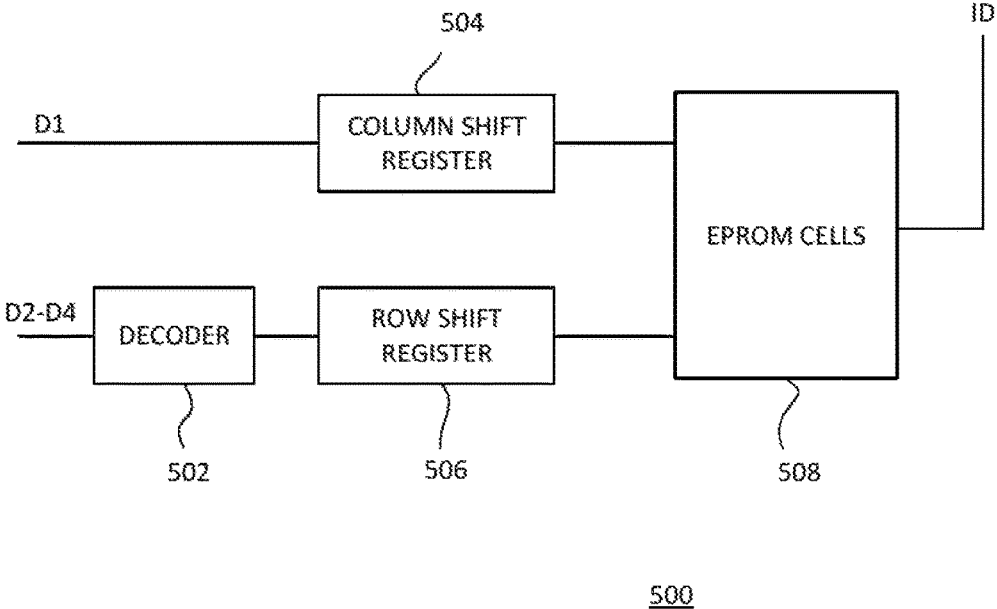 504
ID
D1
COLUMN SHIFT
REGISTER
EPROM CELLS
D2-D4
DECODER
ROW SHIFT
REGISTER
502
506
508
500